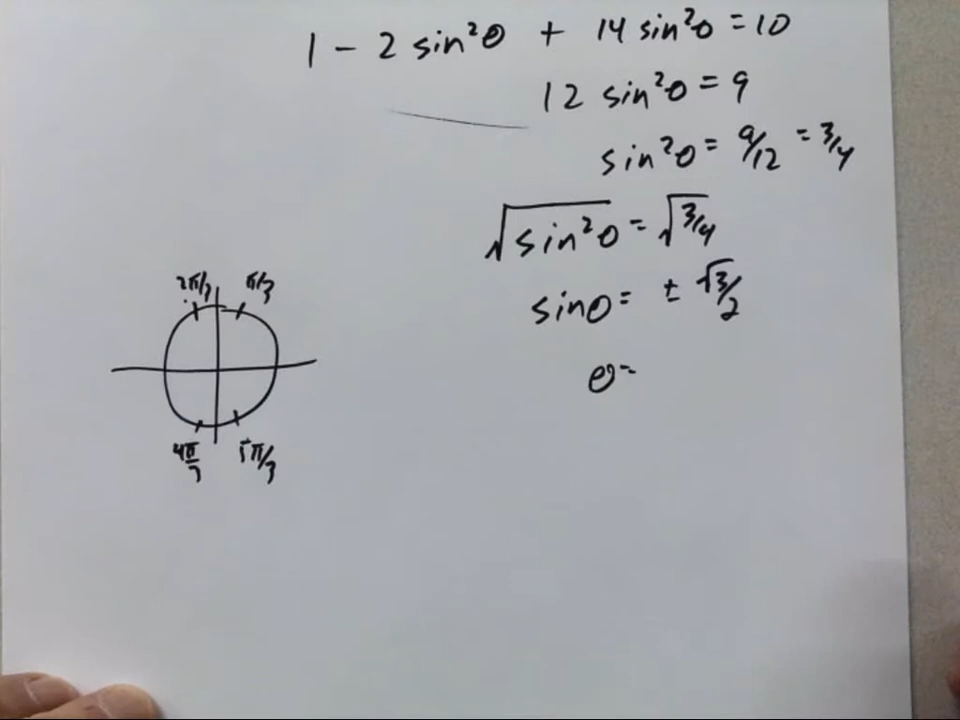 1 - 2 sin²θ + 14 sin²θ = 10
12 sin²θ = 9
sin²θ = 9/12 = 3/4
√sin²θ = √3/4
sinθ = ± √3/2
θ=
2π/3 π/3
4π/3 5π/3